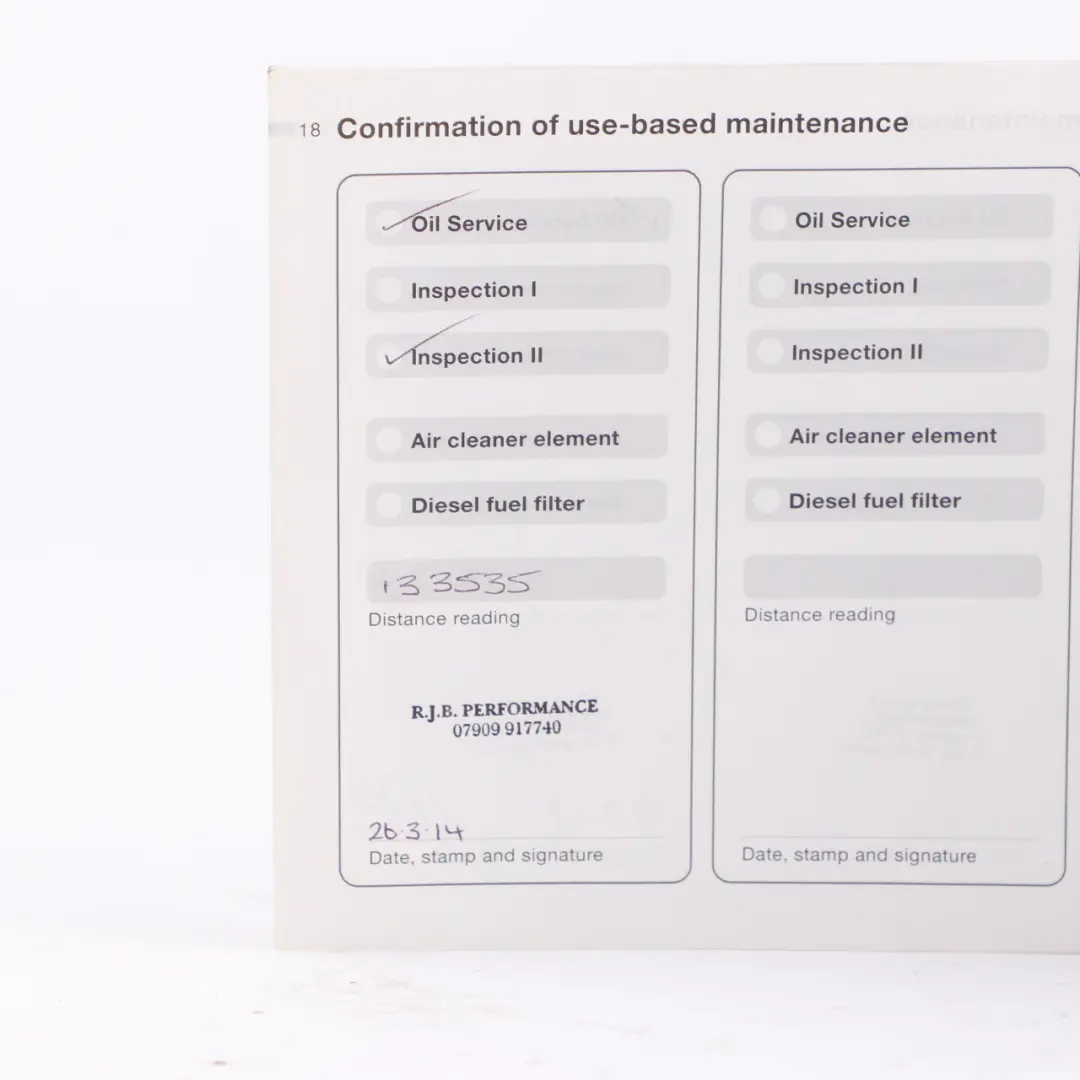 18 Confirmation of use-based maintenance
Oil Service
Inspection I
Inspection II
Air cleaner element
Diesel fuel filter
133535
Distance reading
R.J.B. PERFORMANCE
07909 917740
26.3.14
Date, stamp and signature
Oil Service
Inspection I
Inspection II
Air cleaner element
Diesel fuel filter
Distance reading
Date, stamp and signature